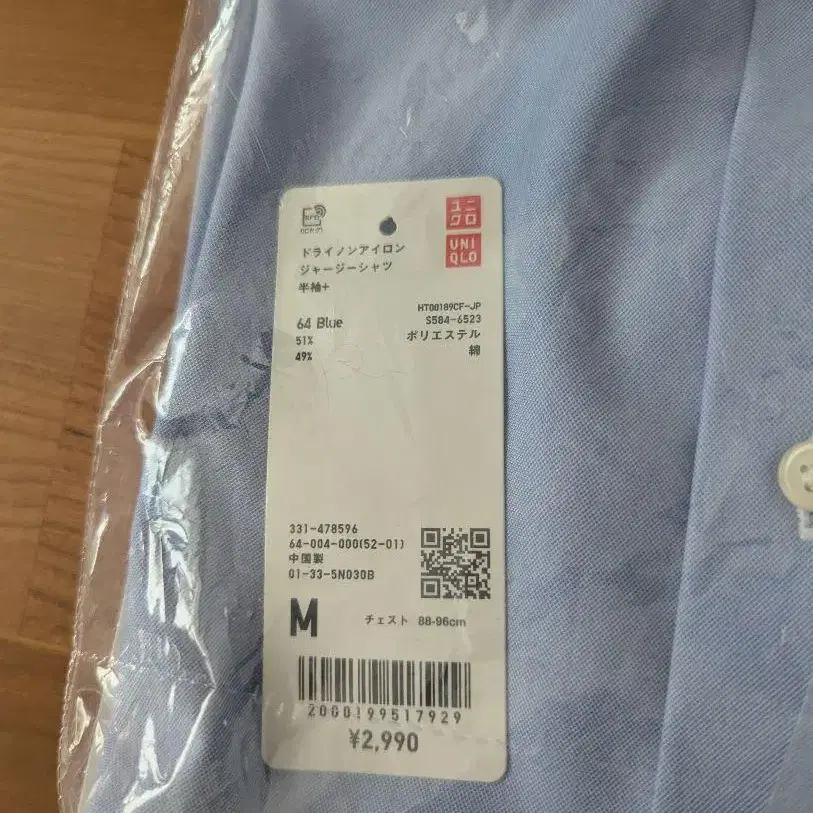 ユニ
クロ
UNI
QLO
ドライノンアイロン
ジャージーシャツ
半袖+
HT00189CF-JP
64 Blue
S584-6523
51%
ポリエステル
49%
綿
331-478596
64-004-000(52-01)
中国製
01-33-5N030B
M
チェスト 88-96cm
2000199517929
¥2,990